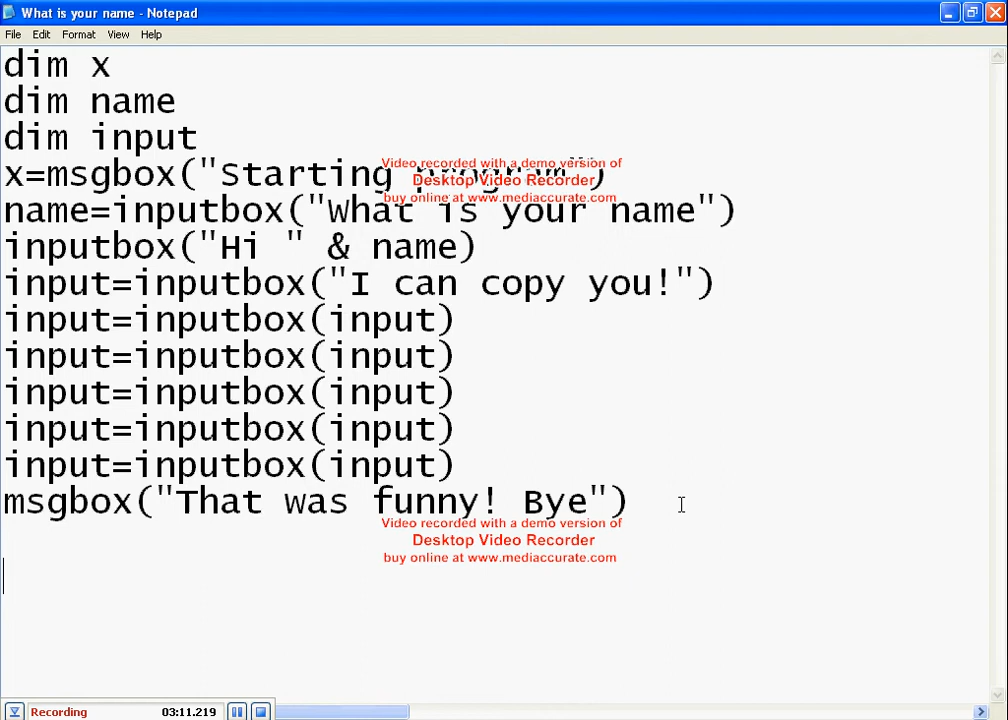 What is your name - Notepad
File Edit Format View Help
dim x
dim name
dim input
x=msgbox("Starting program")
Video recorded with a demo version of
Desktop Video Recorder
buy online at www.mediaccurate.com
name=inputbox("What is your name")
inputbox("Hi " & name)
input=inputbox("I can copy you!")
input=inputbox(input)
input=inputbox(input)
input=inputbox(input)
input=inputbox(input)
input=inputbox(input)
msgbox("That was funny! Bye")
Video recorded with a demo version of
Desktop Video Recorder
buy online at www.mediaccurate.com
Recording 03:11.219